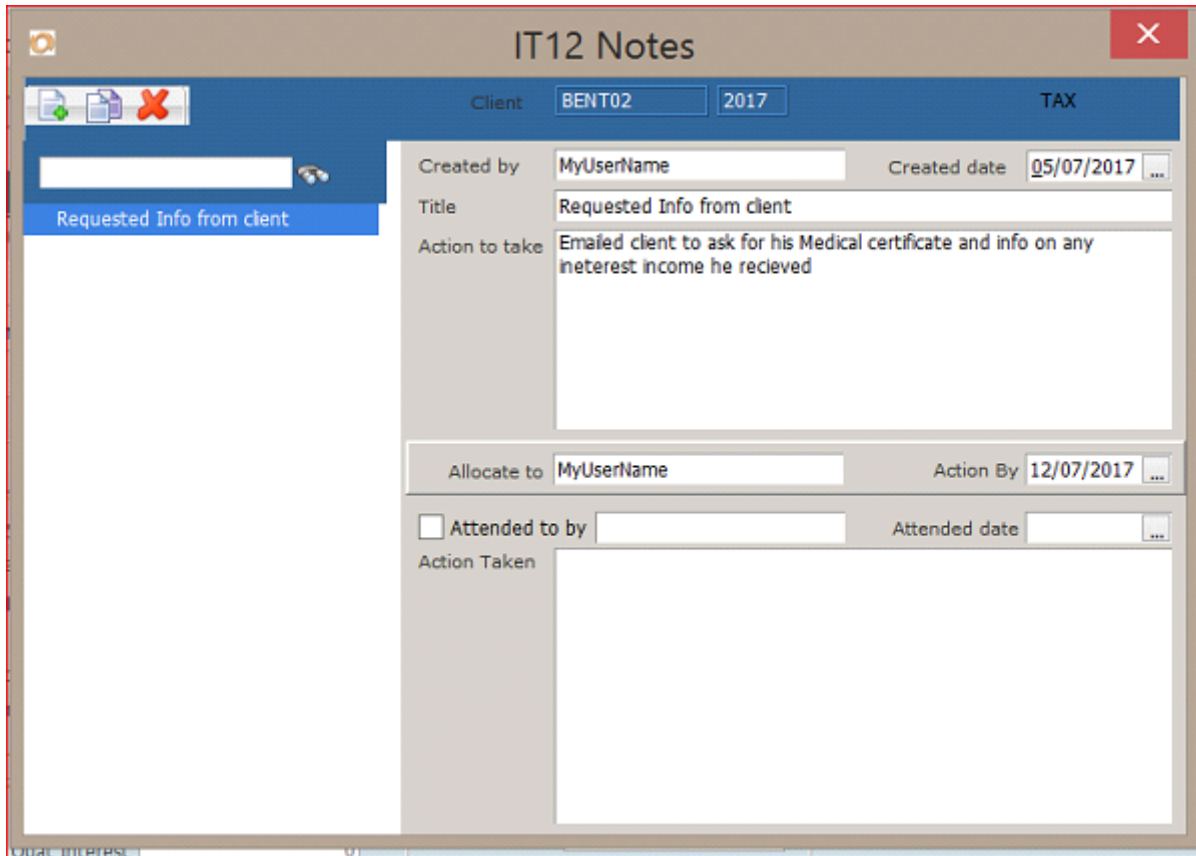 IT12 Notes
Client BENT02 2017 TAX
Created by MyUserName Created date 05/07/2017 ...
Requested Info from client
Title Requested Info from client
Action to take Emailed client to ask for his Medical certificate and info on any
ineterest income he recieved
Allocate to MyUserName Action By 12/07/2017 ...
Attended to by Attended date ...
Action Taken